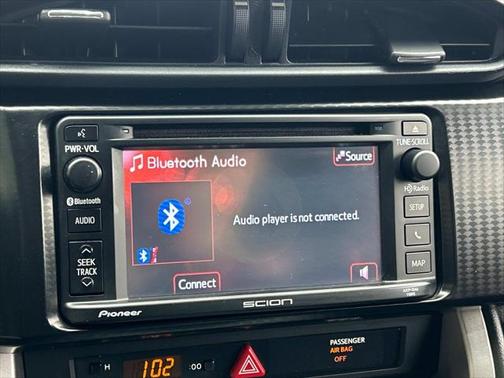 PWR•VOL
TUNE•SCROLL
Bluetooth Audio
Source
Bluetooth
HD Radio
AUDIO
SETUP
Audio player is not connected.
SEEK
TRACK
Connect
MAP
Pioneer
SCION
PASSENGER
AIR BAG
OFF
H
102
:00